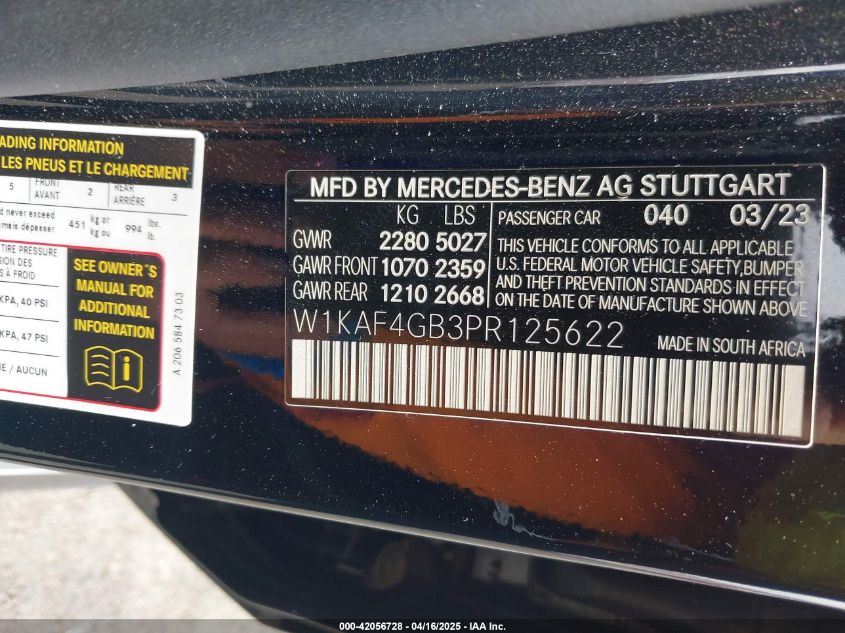 ADING INFORMATION
LES PNEUS ET LE CHARGEMENT
5 FRONT AVANT 2 REAR ARRIÈRE 3
d never exceed
mais dépasser 451 kg or kg ou 994 lbs. lb.
TIRE PRESSURE
SION DES
À FROID
KPA, 40 PSI
KPA, 47 PSI
E / AUCUN
SEE OWNER'S
MANUAL FOR
ADDITIONAL
INFORMATION
A 206 584 73 03
MFD BY MERCEDES-BENZ AG STUTTGART
KG LBS
GVWR 2280 5027
GAWR FRONT 1070 2359
GAWR REAR 1210 2668
PASSENGER CAR 040 03/23
THIS VEHICLE CONFORMS TO ALL APPLICABLE
U.S. FEDERAL MOTOR VEHICLE SAFETY,BUMPER
AND THEFT PREVENTION STANDARDS IN EFFECT
ON THE DATE OF MANUFACTURE SHOWN ABOVE
W1KAF4GB3PR125622
MADE IN SOUTH AFRICA
000-42056728 - 04/16/2025 - IAA Inc.